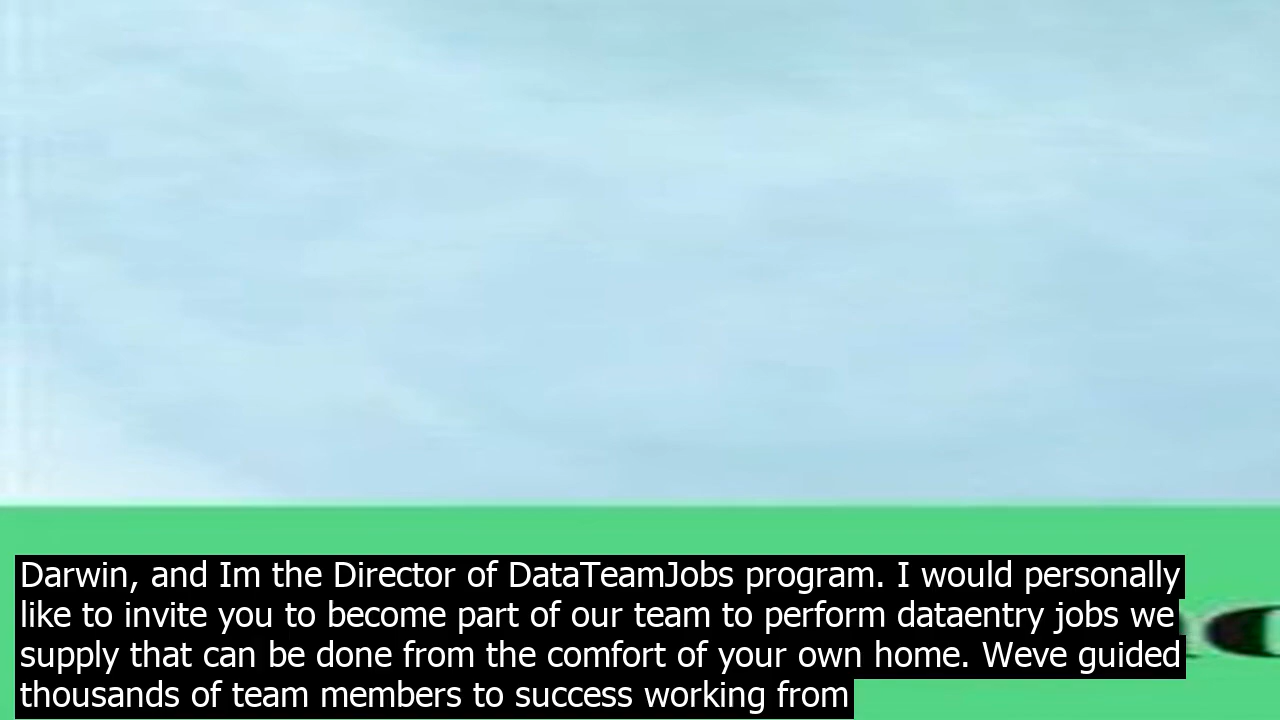 Darwin, and Im the Director of DataTeamJobs program. I would personally
like to invite you to become part of our team to perform dataentry jobs we
supply that can be done from the comfort of your own home. Weve guided
thousands of team members to success working from